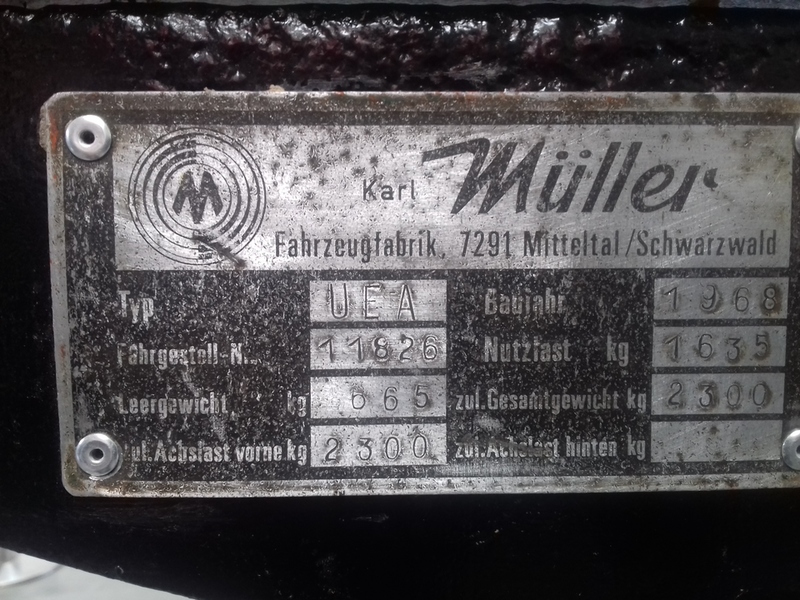 M
Karl Müller
Fahrzeugfabrik, 7291 Mitteltal/Schwarzwald
Typ UEA Baujahr 1968
Fahrgestell-N. 11826 Nutzlast kg 1635
Leergewicht kg 665 zul.Gesamtgewicht kg 2300
zul.Achslast vorne kg 2300 zul.Achslast hinten kg